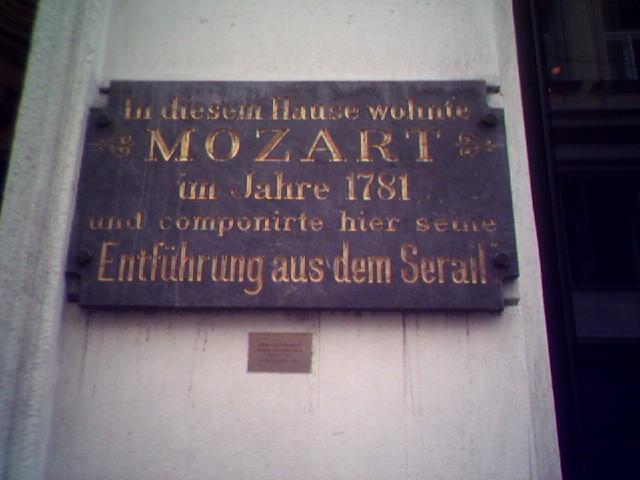 In diesem Hause wohnte
MOZART
im Jahre 1781
und componirte hier seine
„Entführung aus dem Serail“